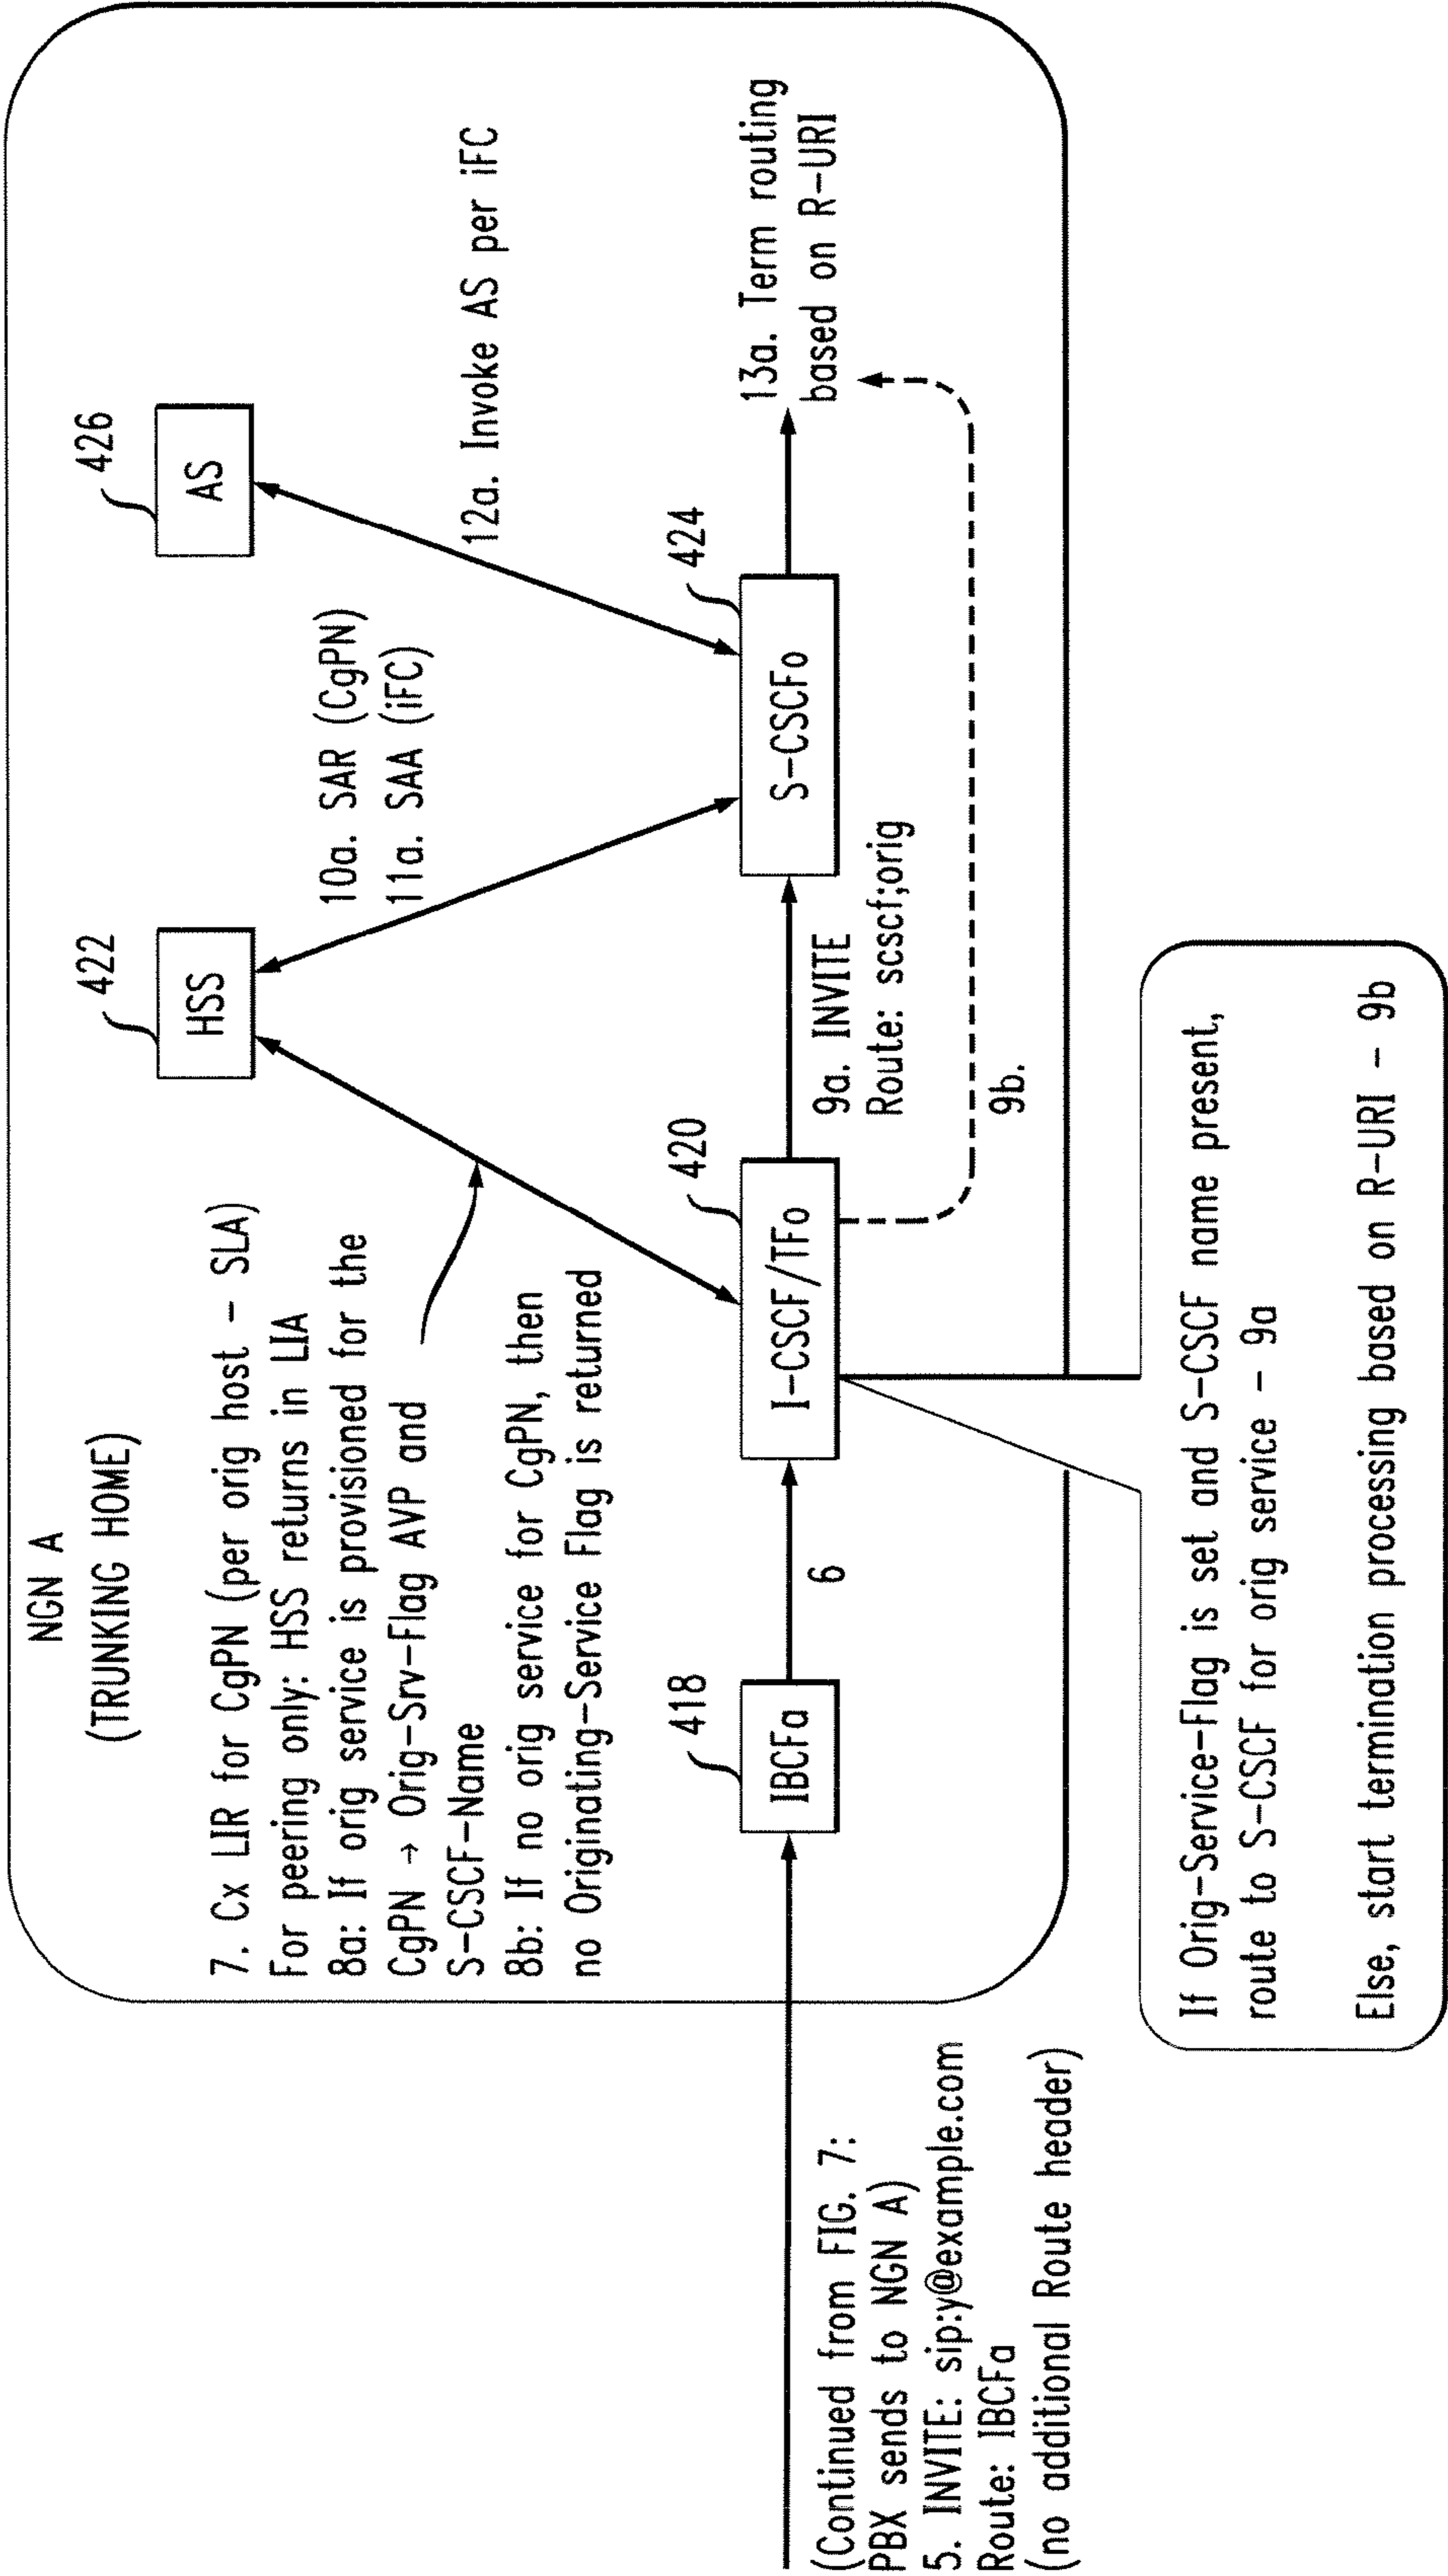 NGN A
(TRUNKING HOME)
7. Cx LIR for CgPN (per orig host – SLA)
For peering only: HSS returns in LIA
8a: If orig service is provisioned for the
CgPN → Orig–Srv–Flag AVP and
S–CSCF–Name
8b: If no orig service for CgPN, then
no Originating–Service Flag is returned
422
HSS
426
AS
10a. SAR (CgPN)
11a. SAA (iFC)
12a. Invoke AS per iFC
418
IBCFa
6
420
I–CSCF/TFo
9a. INVITE
Route: scscf;orig
424
S–CSCFo
13a. Term routing
based on R–URI
9b.
(Continued from FIG. 7:
PBX sends to NGN A)
5. INVITE: sip:y@example.com
Route: IBCFa
(no additional Route header)
If Orig–Service–Flag is set and S–CSCF name present,
route to S–CSCF for orig service – 9a
Else, start termination processing based on R–URI – 9b